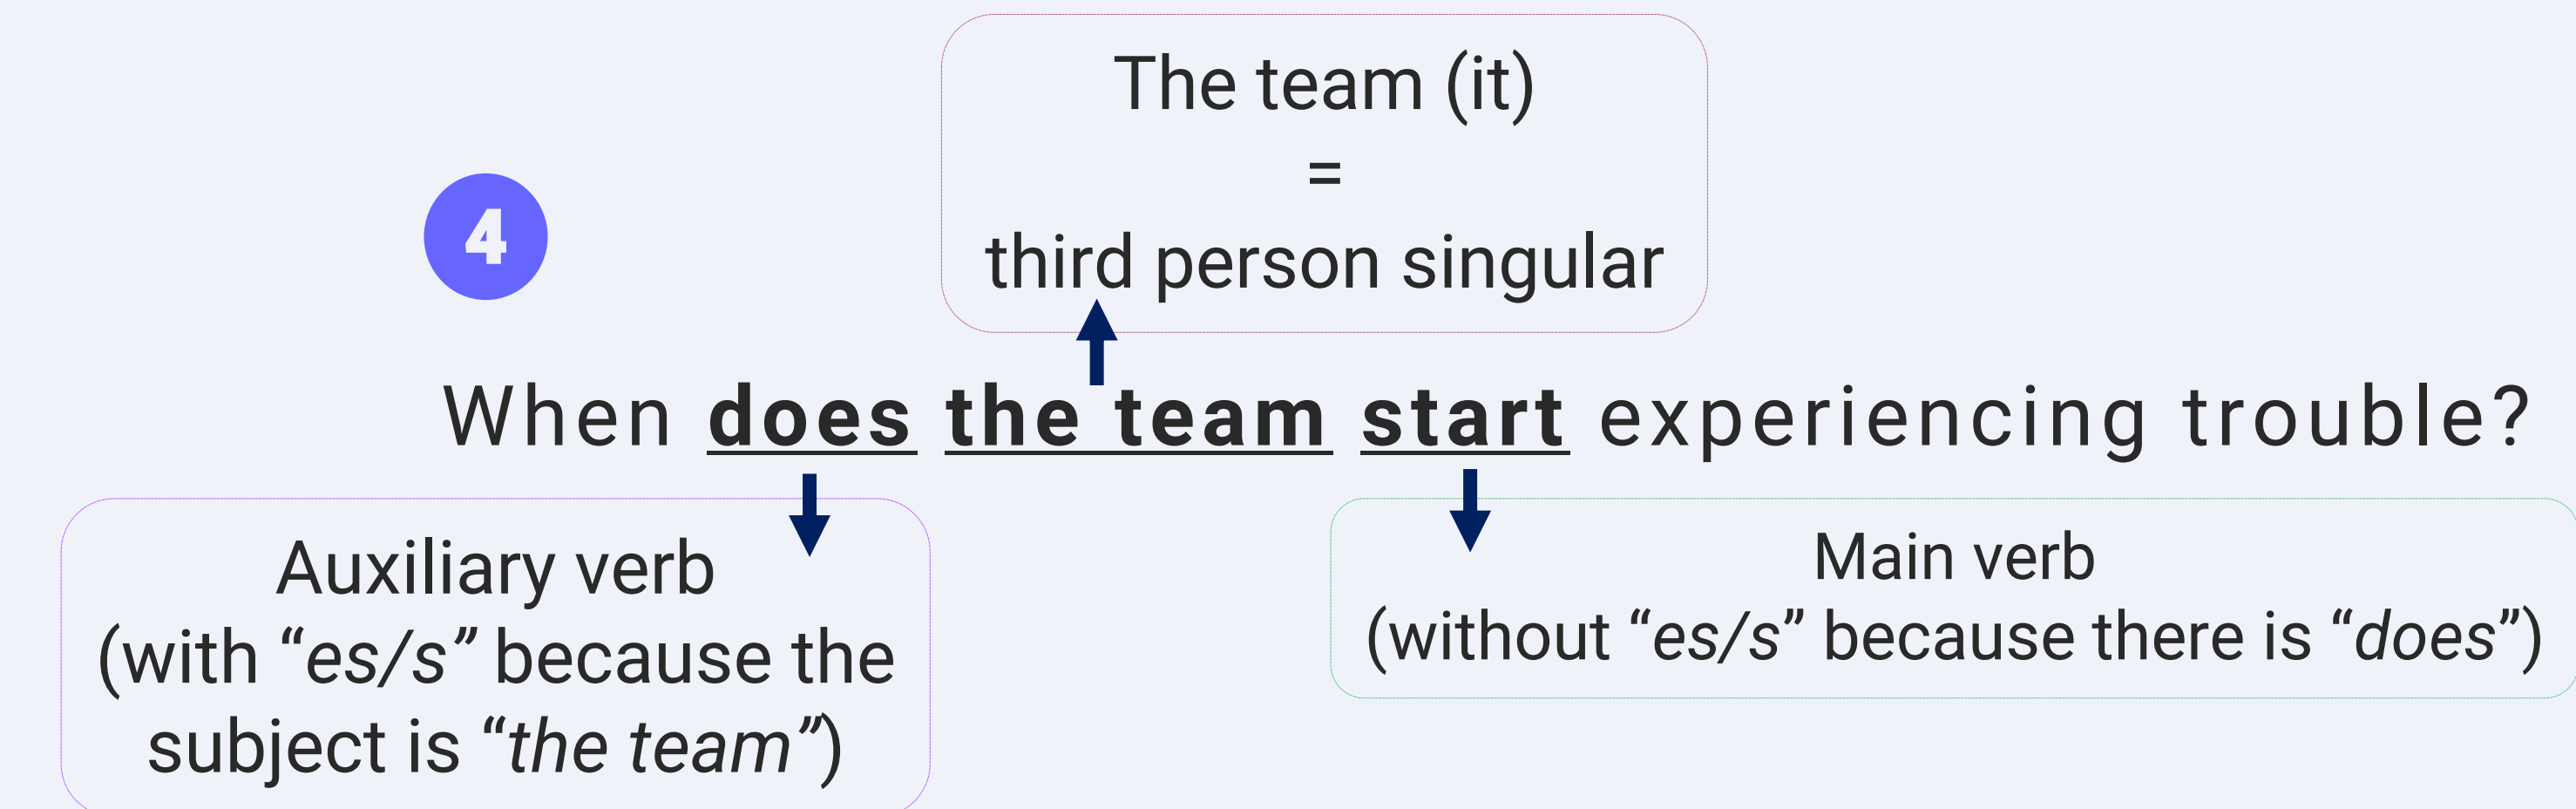 The team (it)
=
third person singular
4
When does the team start experiencing trouble?
Auxiliary verb
(with “es/s” because the
subject is “the team”)
Main verb
(without “es/s” because there is “does”)